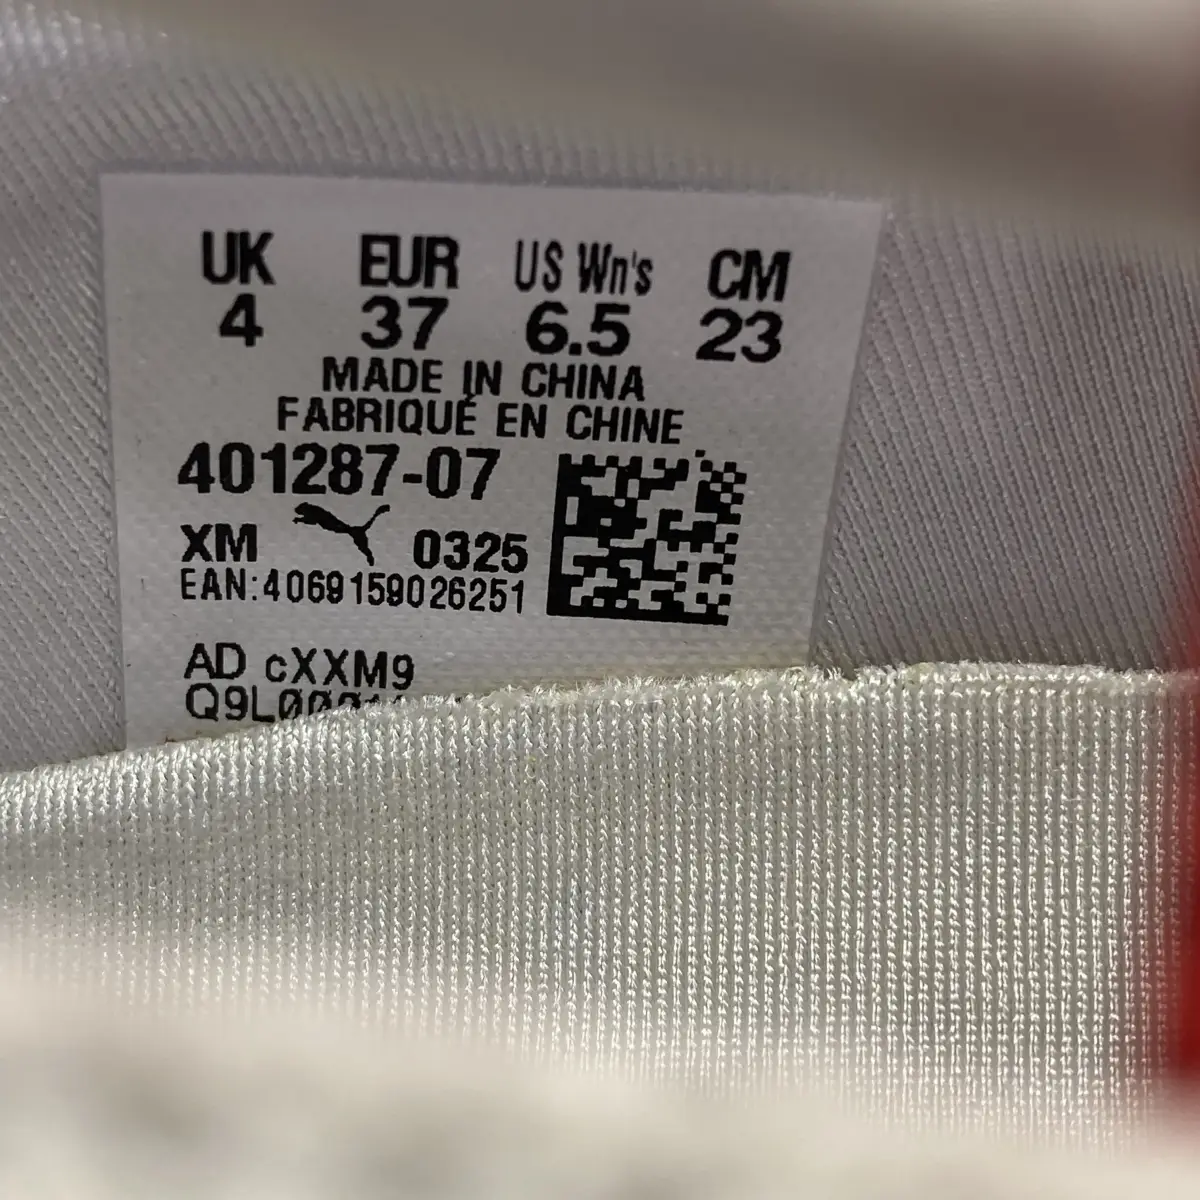 UK EUR US Wn's CM
4 37 6.5 23
MADE IN CHINA
FABRIQUÉ EN CHINE
401287-07
XM 0325
EAN:4069159026251
AD cXXM9